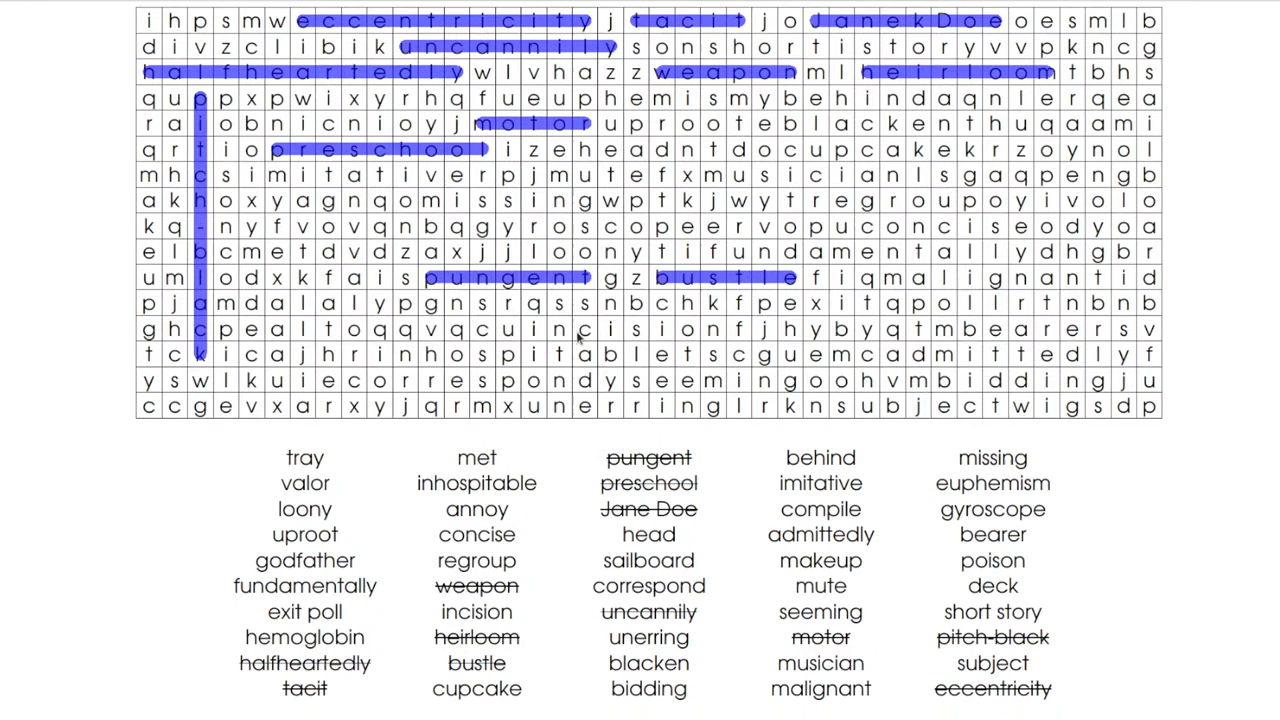 i h p s m w e c c e n t r i c i t y j t a c i t j o J a n e k D o e o e s m l b
d i v z c l i b i k u n c a n n i l y s o n s h o r t i s t o r y v v p k n c g
h a l f h e a r t e d l y w l v h a z z w e a p o n m l h e i r l o o m t b h s
q u p p x p w i x y r h q f u e u p h e m i s m y b e h i n d a q n l e r q e a
r a i o b n i c n i o y j m o t o r u p r o o t e b l a c k e n t h u q a a m i
q r t i o p r e s c h o o l i z e h e a d n t d o c u p c a k e k r z o y n o l
m h c s i m i t a t i v e r p j m u t e f x m u s i c i a n l s g a q p e n g b
a k h o x y a g n q o m i s s i n g w p t k j w y t r e g r o u p o y i v o l o
k q - n y f v o v q n b q g y r o s c o p e e r v o p u c o n c i s e o d y o a
e l b c m e t d v d z a x j j l o o n y t i f u n d a m e n t a l l y d h g b r
u m l o d x k f a i s p u n g e n t g z b u s t l e f i q m a l i g n a n t i d
p j a m d a l a l y p g n s r q s s n b c h k f p e x i t q p o l l r t n b n b
g h c p e a l t o q q v q c u i n c i s i o n f j h y b y q t m b e a r e r s v
t c k i c a j h r i n h o s p i t a b l e t s c g u e m c a d m i t t e d l y f
y s w l k u i e c o r r e s p o n d y s e e m i n g o o h v m b i d d i n g j u
c c g e v x a r x y j q r m x u n e r r i n g l r k n s u b j e c t w i g s d p
tray met pungent behind missing
valor inhospitable preschool imitative euphemism
loony annoy Jane Doe compile gyroscope
uproot concise head admittedly bearer
godfather regroup sailboard makeup poison
fundamentally weapon correspond mute deck
exit poll incision uncannily seeming short story
hemoglobin heirloom unerring motor pitch-black
halfheartedly bustle blacken musician subject
tacit cupcake bidding malignant eccentricity